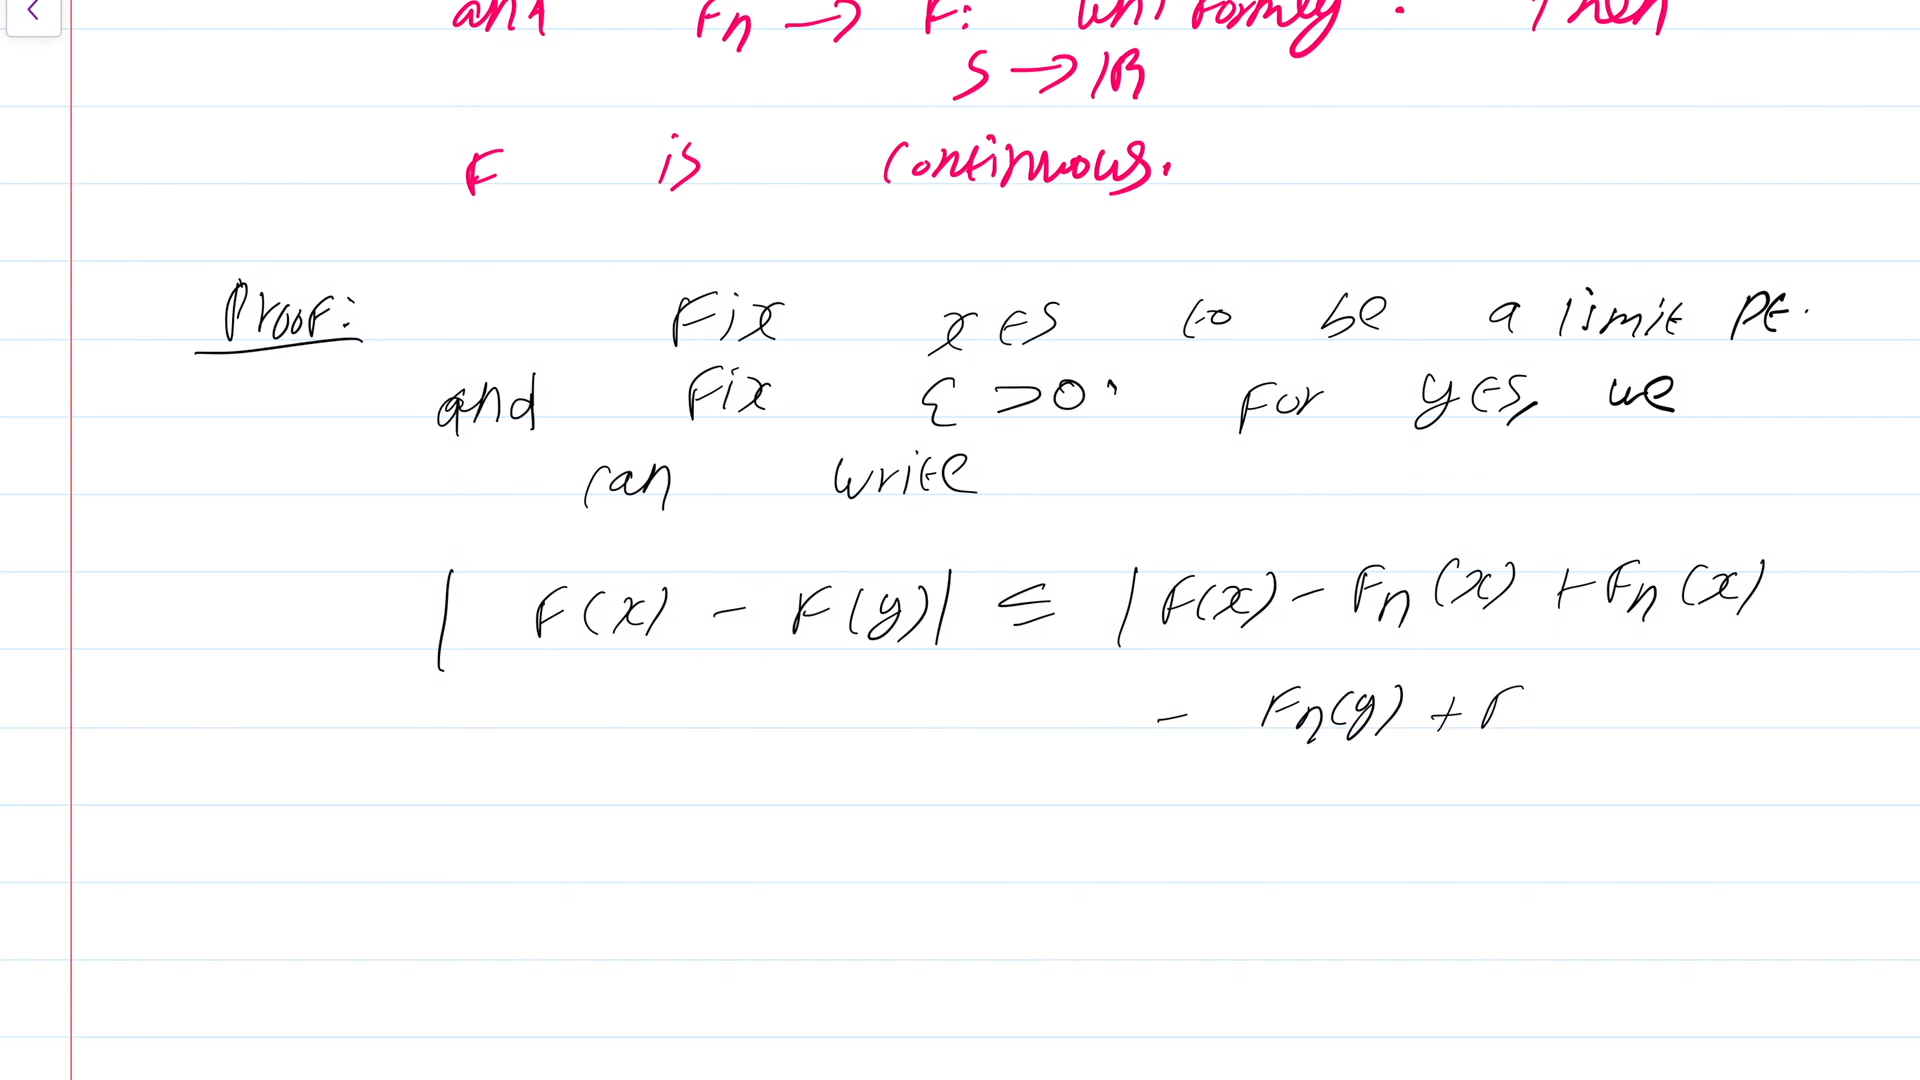 and Fn → F: uniformly. Then
S → IR
F is continuous.
Proof: Fix x ∈ S to be a limit pt.
and Fix ε > 0. For y ∈ S, we
can write
| F(x) - F(y) | ≤ | F(x) - Fn(x) + Fn(x)
- Fn(y) +